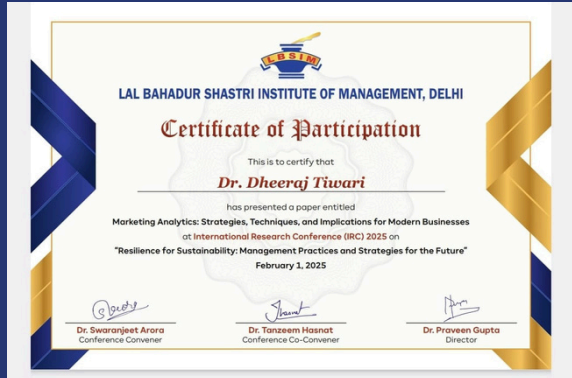 LBSIM
LAL BAHADUR SHASTRI INSTITUTE OF MANAGEMENT, DELHI
Certificate of Participation
This is to certify that
Dr. Dheeraj Tiwari
has presented a paper entitled
Marketing Analytics: Strategies, Techniques, and Implications for Modern Businesses
at International Research Conference (IRC) 2025 on
"Resilience for Sustainability: Management Practices and Strategies for the Future"
February 1, 2025
Dr. Swaranjeet Arora
Conference Convener
Dr. Tanzeem Hasnat
Conference Co-Convener
Dr. Praveen Gupta
Director